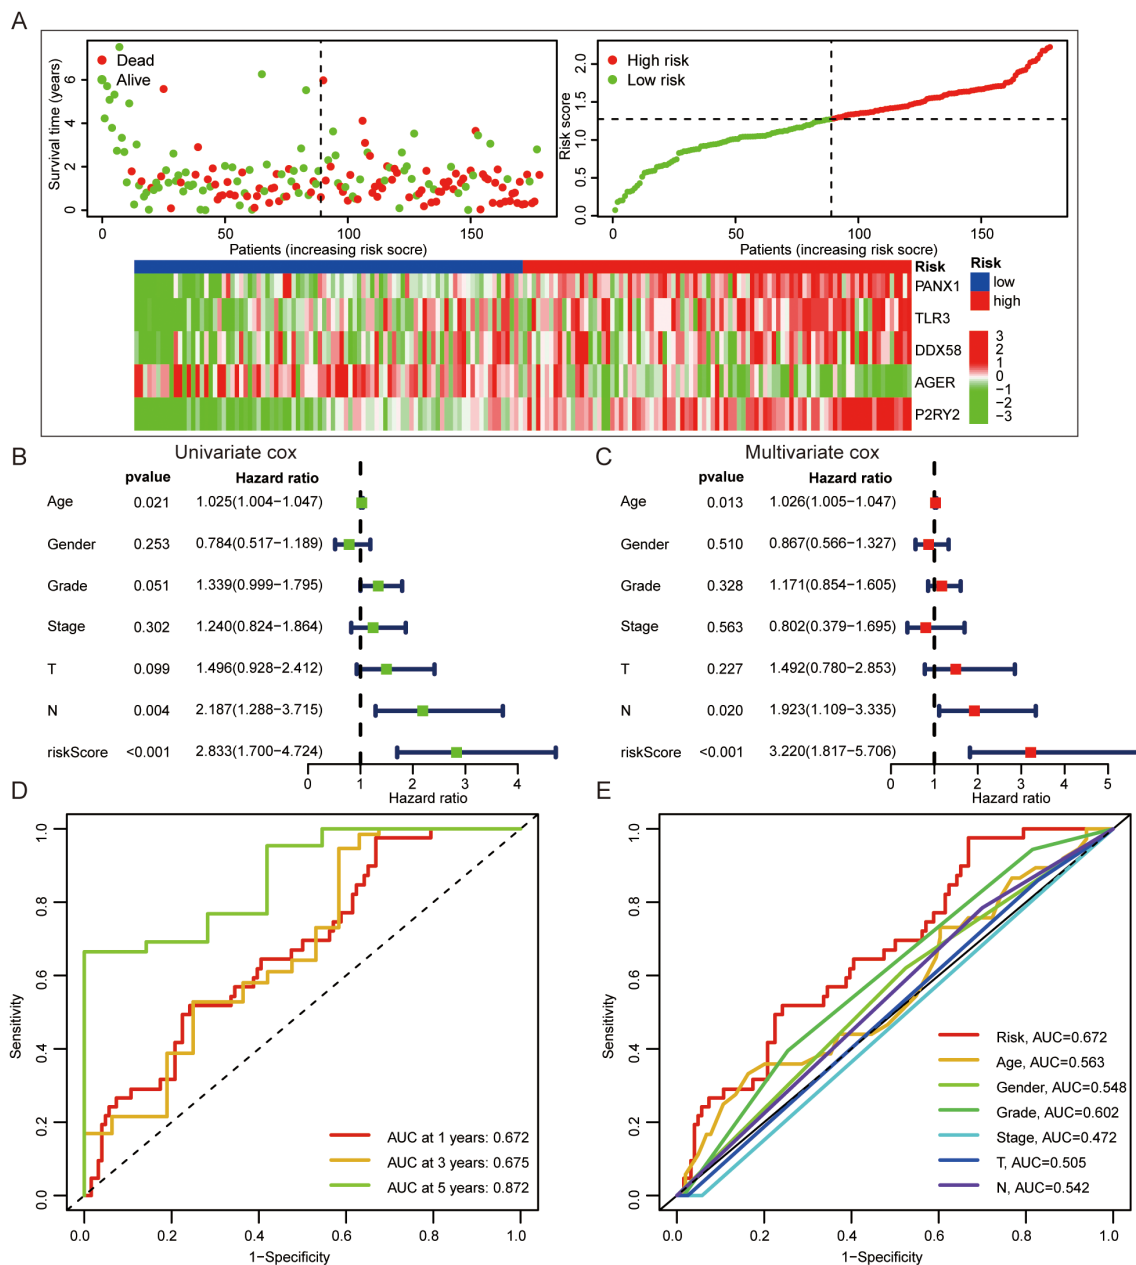 A
Dead
Alive
Survival time (years)
0
2
4
6
0
50
100
150
Patients (increasing risk socre)
High risk
Low risk
Risk score
0.0
0.5
1.0
1.5
2.0
0
50
100
150
Patients (increasing risk socre)
Risk
PANX1
TLR3
DDX58
AGER
P2RY2
Risk
low
high
3
2
1
0
−1
−2
−3
B
Univariate cox
pvalue Hazard ratio
Age 0.021 1.025(1.004−1.047)
Gender 0.253 0.784(0.517−1.189)
Grade 0.051 1.339(0.999−1.795)
Stage 0.302 1.240(0.824−1.864)
T 0.099 1.496(0.928−2.412)
N 0.004 2.187(1.288−3.715)
riskScore <0.001 2.833(1.700−4.724)
0 1 2 3 4
Hazard ratio
C
Multivariate cox
pvalue Hazard ratio
Age 0.013 1.026(1.005−1.047)
Gender 0.510 0.867(0.566−1.327)
Grade 0.328 1.171(0.854−1.605)
Stage 0.563 0.802(0.379−1.695)
T 0.227 1.492(0.780−2.853)
N 0.020 1.923(1.109−3.335)
riskScore <0.001 3.220(1.817−5.706)
0 1 2 3 4 5
Hazard ratio
D
Sensitivity
0.0
0.2
0.4
0.6
0.8
1.0
AUC at 1 years: 0.672
AUC at 3 years: 0.675
AUC at 5 years: 0.872
0.0 0.2 0.4 0.6 0.8 1.0
1−Specificity
E
Sensitivity
0.0
0.2
0.4
0.6
0.8
1.0
Risk, AUC=0.672
Age, AUC=0.563
Gender, AUC=0.548
Grade, AUC=0.602
Stage, AUC=0.472
T, AUC=0.505
N, AUC=0.542
0.0 0.2 0.4 0.6 0.8 1.0
1−Specificity